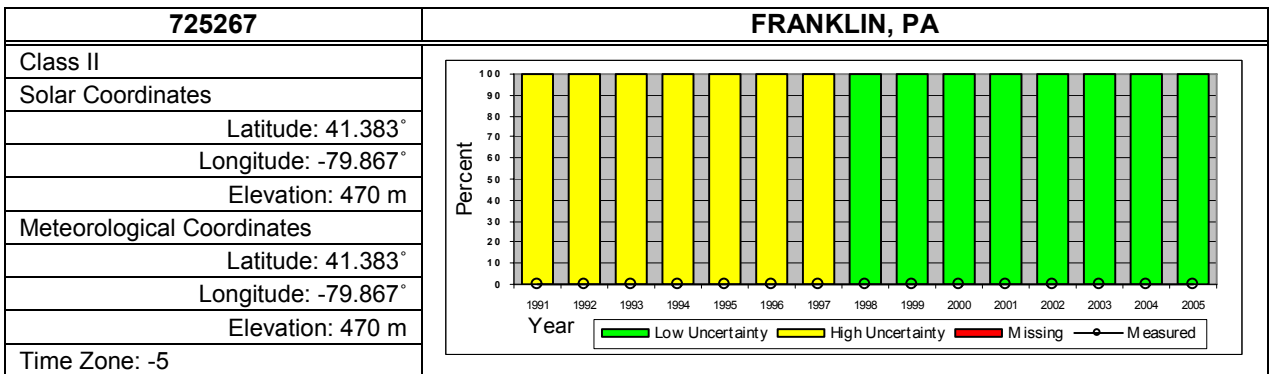 725267
FRANKLIN, PA
Class II
Solar Coordinates
Latitude: 41.383˚
Longitude: -79.867˚
Elevation: 470 m
Meteorological Coordinates
Latitude: 41.383˚
Longitude: -79.867˚
Elevation: 470 m
Time Zone: -5
Percent
100
90
80
70
60
50
40
30
20
10
0
1991 1992 1993 1994 1995 1996 1997 1998 1999 2000 2001 2002 2003 2004 2005
Year
Low Uncertainty High Uncertainty Missing Measured